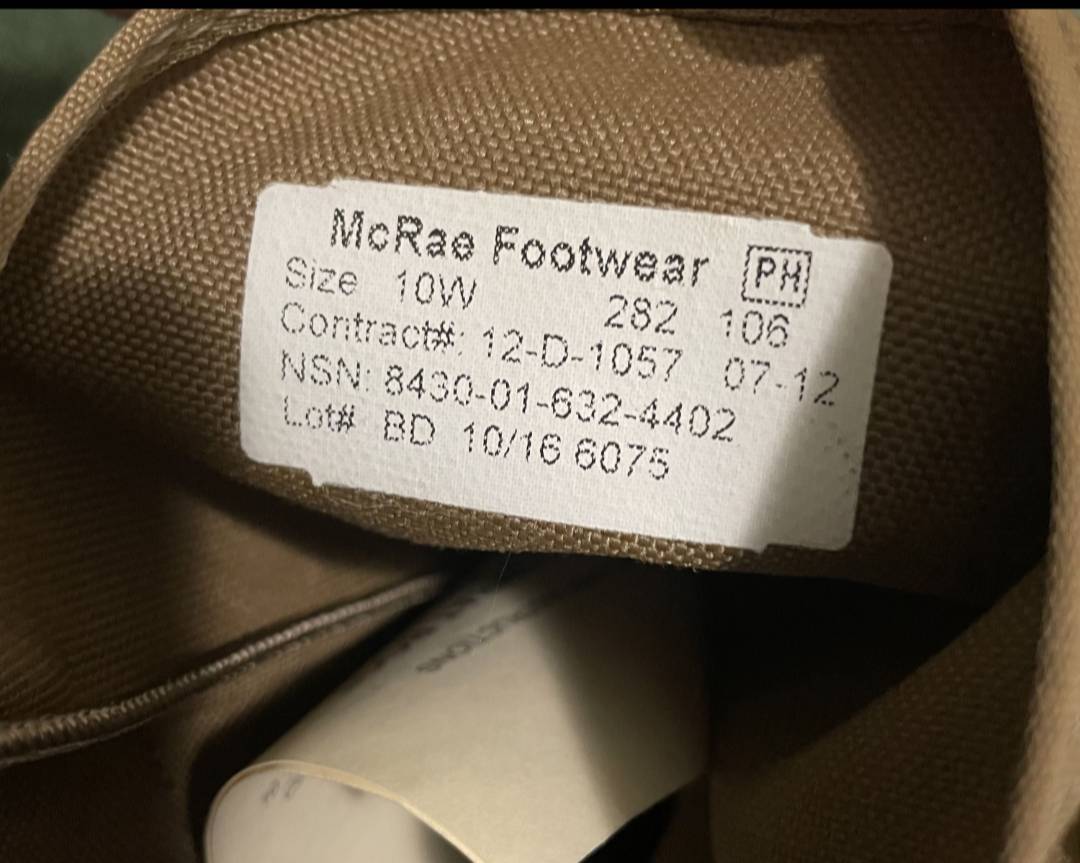 McRae Footwear PH
Size 10W 282 106
Contract#: 12-D-1057 07-12
NSN: 8430-01-632-4402
Lot# BD 10/16 6075